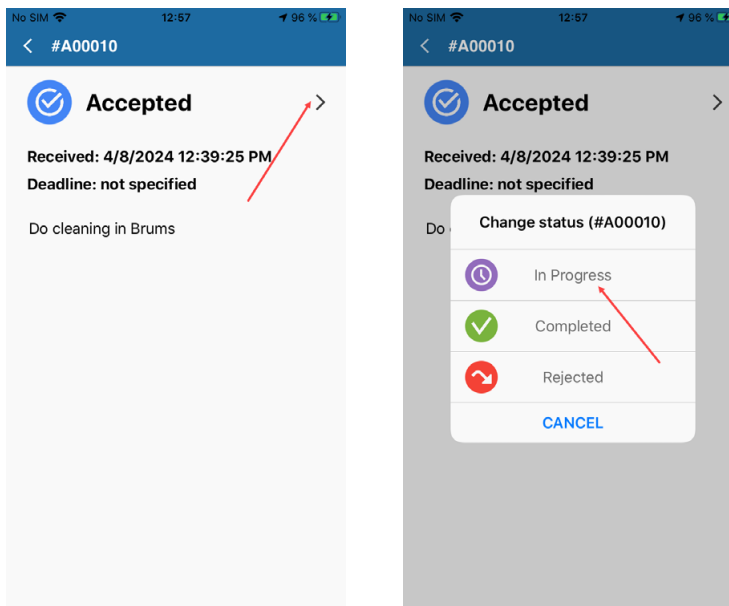 No SIM 12:57 96 %
#A00010
Accepted
Received: 4/8/2024 12:39:25 PM
Deadline: not specified
Do cleaning in Brums
No SIM 12:57 96 %
#A00010
Accepted
Received: 4/8/2024 12:39:25 PM
Deadline: not specified
Do
Change status (#A00010)
In Progress
Completed
Rejected
CANCEL